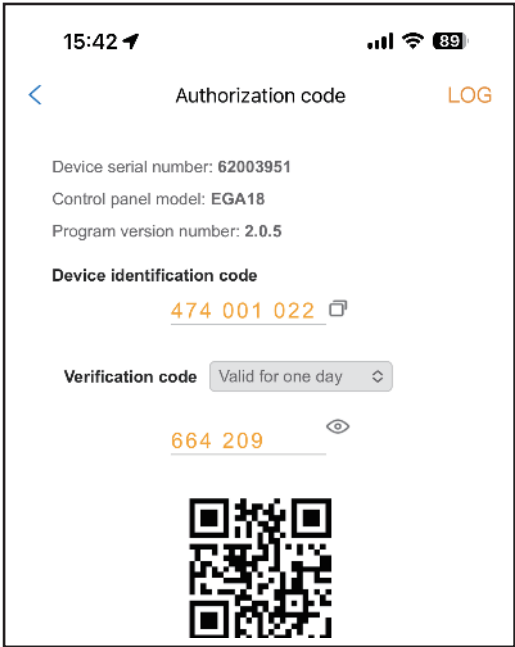 15:42
89
Authorization code
LOG
Device serial number: 62003951
Control panel model: EGA18
Program version number: 2.0.5
Device identification code
474 001 022
Verification code Valid for one day
664 209